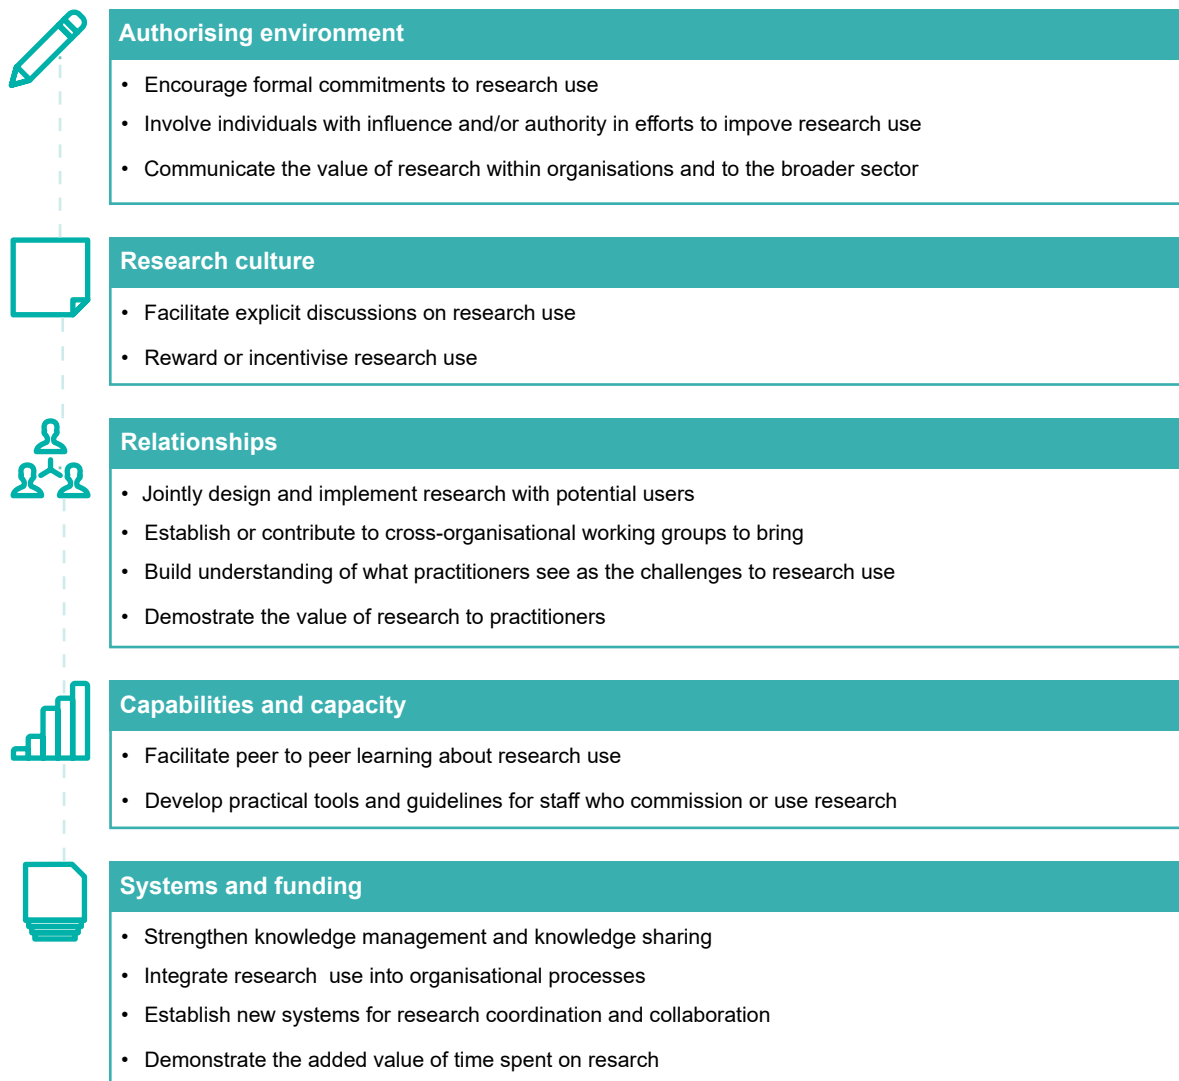 Authorising environment
• Encourage formal commitments to research use
• Involve individuals with influence and/or authority in efforts to impove research use
• Communicate the value of research within organisations and to the broader sector
Research culture
• Facilitate explicit discussions on research use
• Reward or incentivise research use
Relationships
• Jointly design and implement research with potential users
• Establish or contribute to cross-organisational working groups to bring
• Build understanding of what practitioners see as the challenges to research use
• Demostrate the value of research to practitioners
Capabilities and capacity
• Facilitate peer to peer learning about research use
• Develop practical tools and guidelines for staff who commission or use research
Systems and funding
• Strengthen knowledge management and knowledge sharing
• Integrate research  use into organisational processes
• Establish new systems for research coordination and collaboration
• Demonstrate the added value of time spent on resarch